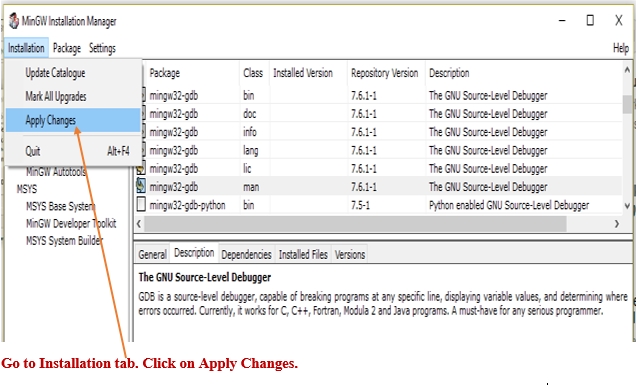 MinGW Installation Manager
Installation Package Settings Help
Update Catalogue
Mark All Upgrades
Apply Changes
Quit Alt+F4
MinGW Autotools
MSYS
MSYS Base System
MinGW Developer Toolkit
MSYS System Builder
Package Class Installed Version Repository Version Description
mingw32-gdb bin 7.6.1-1 The GNU Source-Level Debugger
mingw32-gdb doc 7.6.1-1 The GNU Source-Level Debugger
mingw32-gdb info 7.6.1-1 The GNU Source-Level Debugger
mingw32-gdb lang 7.6.1-1 The GNU Source-Level Debugger
mingw32-gdb lic 7.6.1-1 The GNU Source-Level Debugger
mingw32-gdb man 7.6.1-1 The GNU Source-Level Debugger
mingw32-gdb-python bin 7.5-1 Python enabled GNU Source-Level Debugger
General Description Dependencies Installed Files Versions
The GNU Source-Level Debugger
GDB is a source-level debugger, capable of breaking programs at any specific line, displaying variable values, and determining where
errors occurred. Currently, it works for C, C++, Fortran, Modula 2 and Java programs. A must-have for any serious programmer.
Go to Installation tab. Click on Apply Changes.